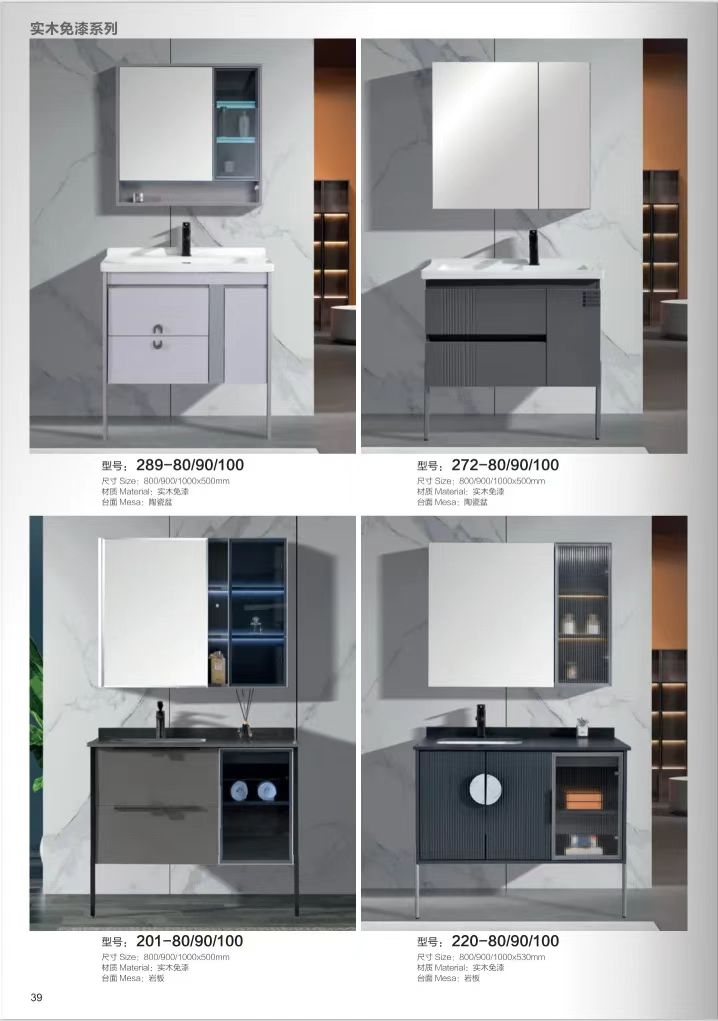 实木免漆系列
型号：289-80/90/100
尺寸 Size：800/900/1000x500mm
材质 Material：实木免漆
台面 Mesa：陶瓷盆
型号：272-80/90/100
尺寸 Size：800/900/1000x500mm
材质 Material：实木免漆
台面 Mesa：陶瓷盆
型号：201-80/90/100
尺寸 Size：800/900/1000x500mm
材质 Material：实木免漆
台面 Mesa：岩板
型号：220-80/90/100
尺寸 Size：800/900/1000x530mm
材质 Material：实木免漆
台面 Mesa：岩板
39